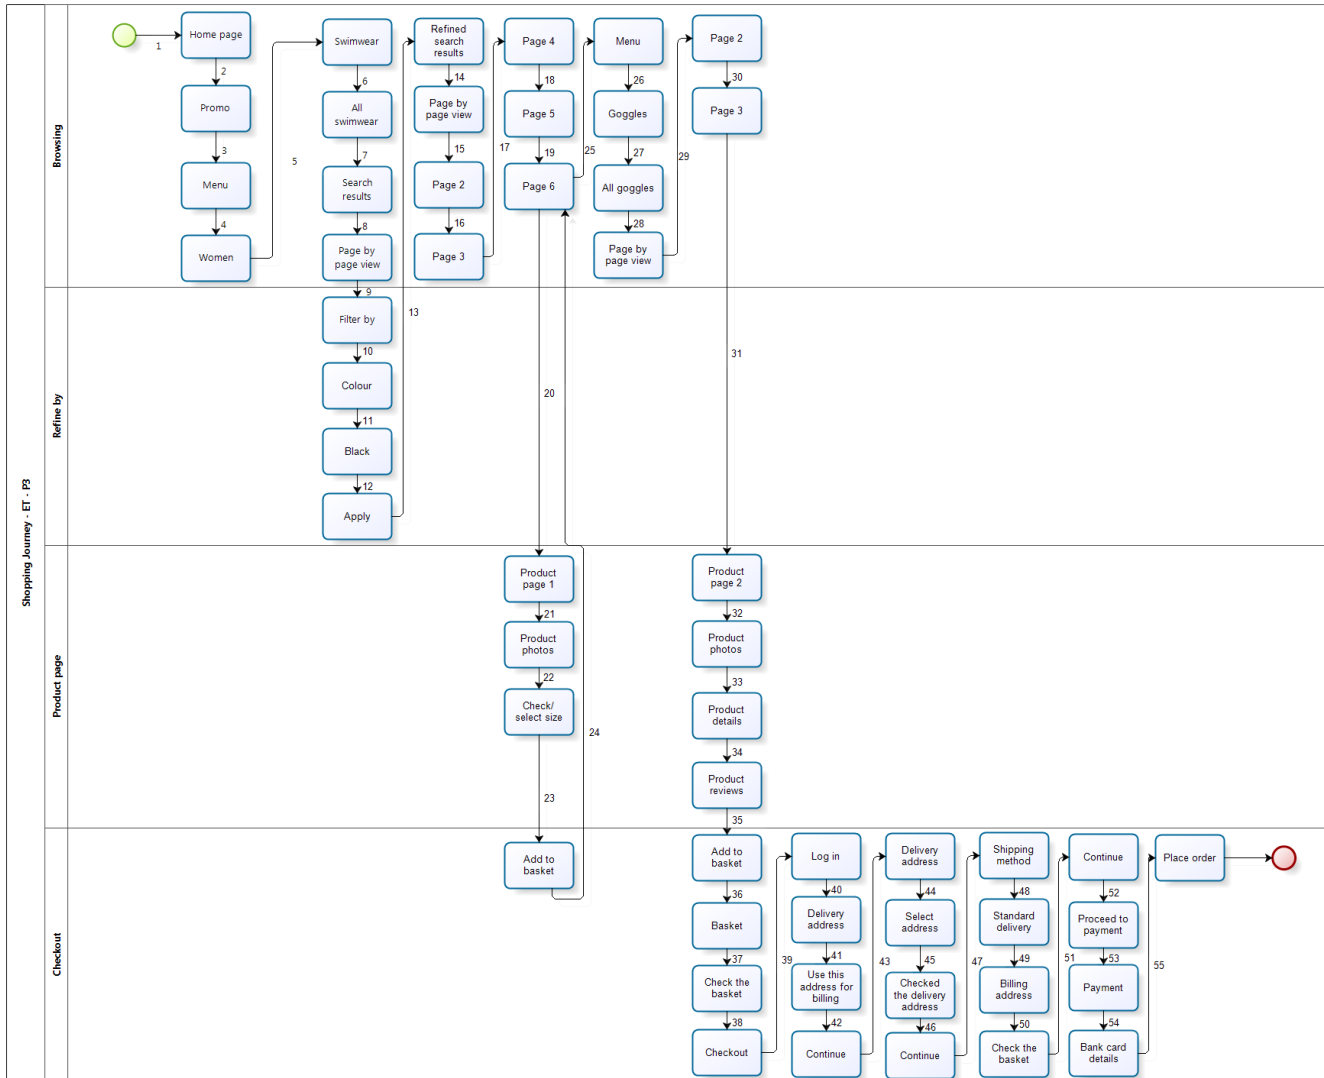 Shopping Journey - ET - P3
Browsing
Home page
1
2
Promo
3
Menu
4
Women
5
Swimwear
6
All
swimwear
7
Search
results
8
Page by
page view
9
Refined
search
results
14
Page by
page view
15
Page 2
16
Page 3
17
Page 4
18
Page 5
19
Page 6
25
Menu
26
Goggles
27
All goggles
28
Page by
page view
29
Page 2
30
Page 3
Refine by
Filter by
10
Colour
11
Black
12
Apply
13
20
31
Product page
Product
page 1
21
Product
photos
22
Check/
select size
23
24
Product
page 2
32
Product
photos
33
Product
details
34
Product
reviews
35
Checkout
Add to
basket
Add to
basket
36
Basket
37
Check the
basket
38
Checkout
39
Log in
40
Delivery
address
41
Use this
address for
billing
42
Continue
43
Delivery
address
44
Select
address
45
Checked
the delivery
address
46
Continue
47
Shipping
method
48
Standard
delivery
49
Billing
address
50
Check the
basket
51
Continue
52
Proceed to
payment
53
Payment
54
Bank card
details
55
Place order